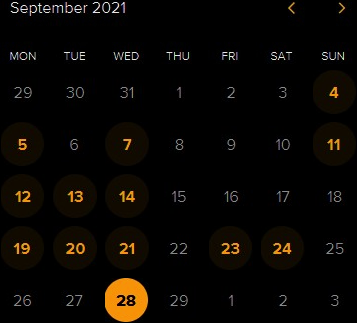 September 2021
MON TUE WED THU FRI SAT SUN
29 30 31 1 2 3 4
5 6 7 8 9 10 11
12 13 14 15 16 17 18
19 20 21 22 23 24 25
26 27 28 29 1 2 3